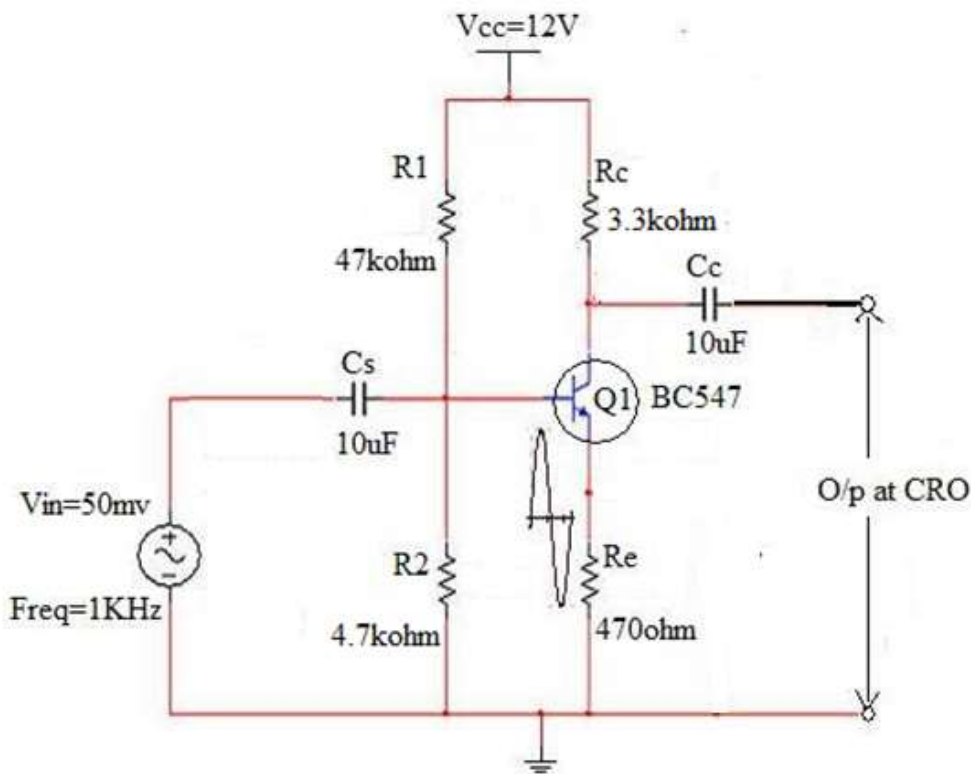 Vcc=12V
R1
Rc
47kohm
3.3kohm
Cc
10uF
Cs
10uF
Q1
BC547
Vin=50mv
Freq=1KHz
R2
4.7kohm
Re
470ohm
O/p at CRO